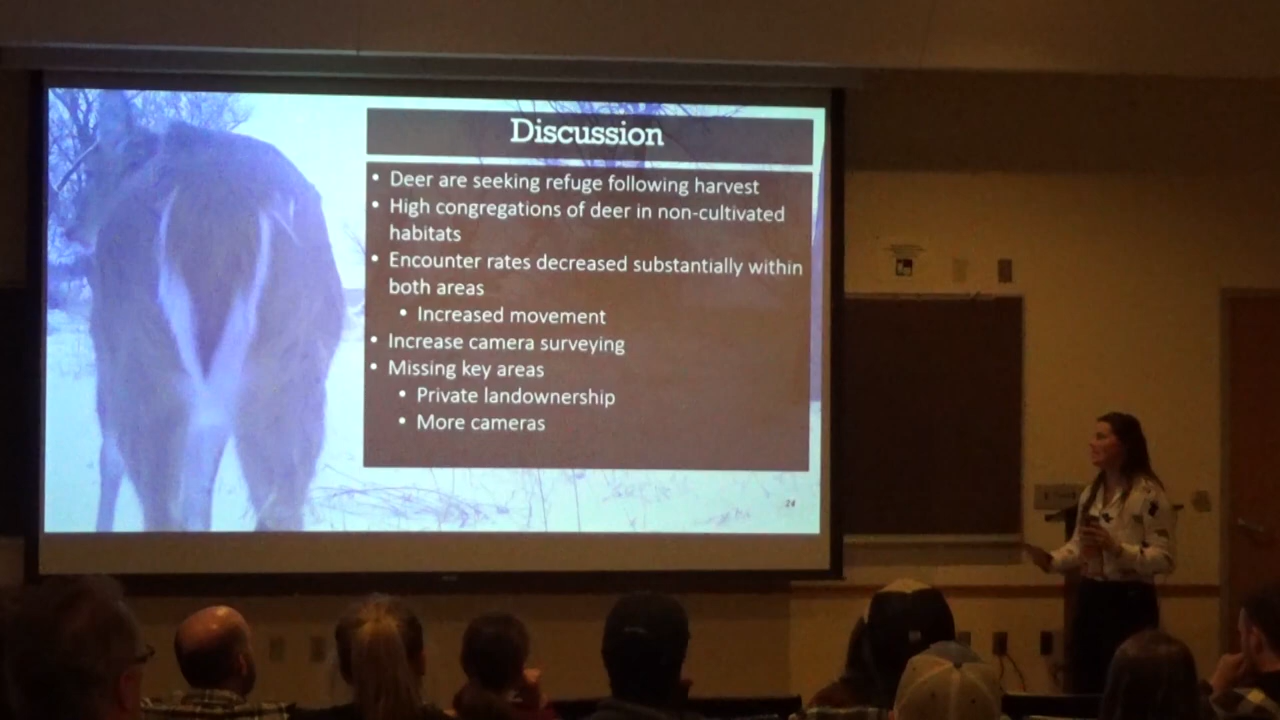 Discussion
• Deer are seeking refuge following harvest
• High congregations of deer in non-cultivated
habitats
• Encounter rates decreased substantially within
both areas
• Increased movement
• Increase camera surveying
• Missing key areas
• Private landownership
• More cameras
24